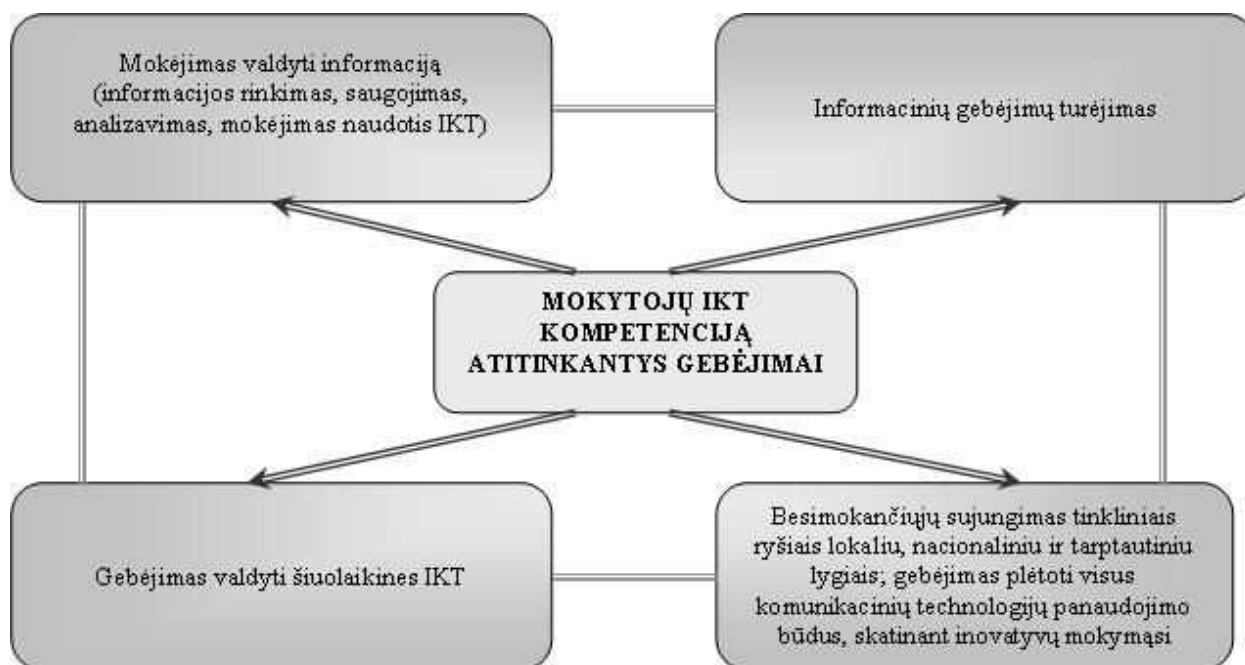 Mokėjimas valdyti informaciją
(informacijos rinkimas, saugojimas,
analizavimas, mokėjimas naudotis IKT)
Informacinių gebėjimų turėjimas
MOKYTOJŲ IKT
KOMPETENCIJĄ
ATITINKANTYS GEBĖJIMAI
Gebėjimas valdyti šiuolaikines IKT
Besimokančiųjų sujungimas tinkliniais
ryšiais lokaliu, nacionaliniu ir tarptautiniu
lygiais; gebėjimas plėtoti visus
komunikacinių technologijų panaudojimo
būdus, skatinant inovatyvų mokymąsi